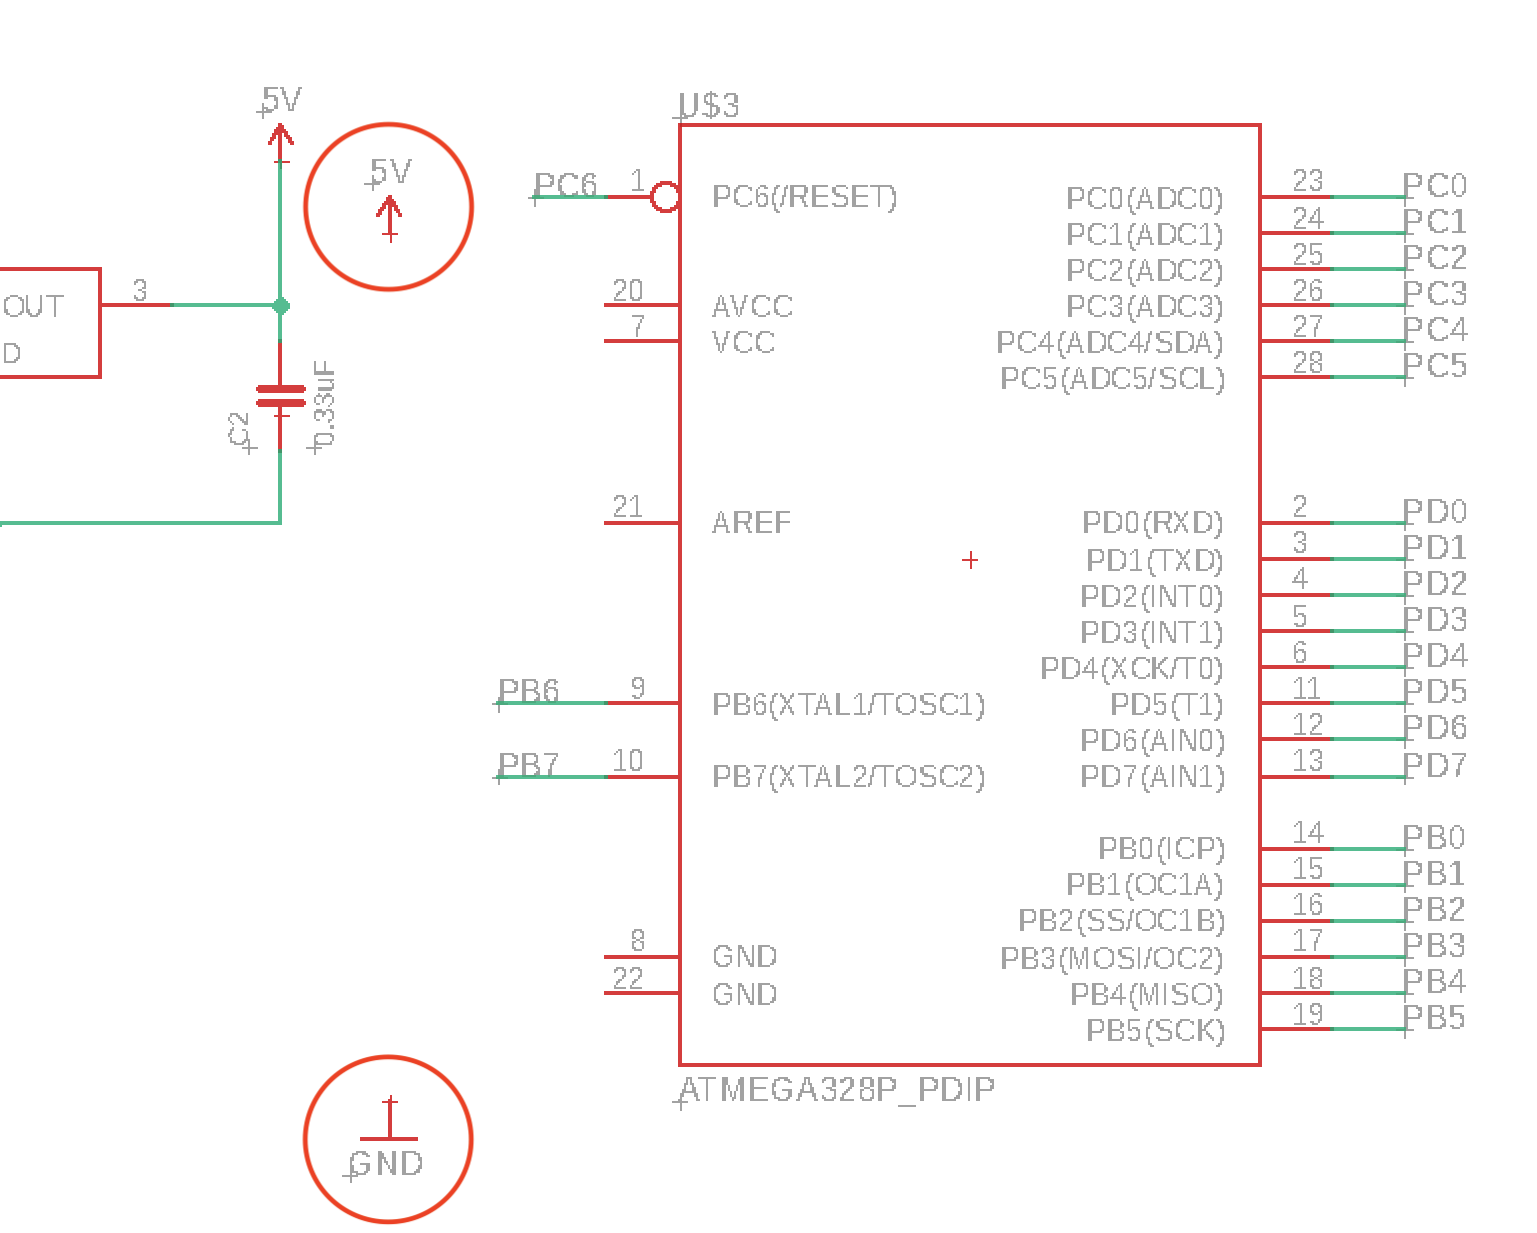 5V
5V
OUT
D
3
C2
0.33uF
GND
U$3
PC6 1 PC6(/RESET)
20 AVCC
7 VCC
21 AREF
PB6 9 PB6(XTAL1/TOSC1)
PB7 10 PB7(XTAL2/TOSC2)
8 GND
22 GND
PC0(ADC0) 23 PC0
PC1(ADC1) 24 PC1
PC2(ADC2) 25 PC2
PC3(ADC3) 26 PC3
PC4(ADC4/SDA) 27 PC4
PC5(ADC5/SCL) 28 PC5
PD0(RXD) 2 PD0
PD1(TXD) 3 PD1
PD2(INT0) 4 PD2
PD3(INT1) 5 PD3
PD4(XCK/T0) 6 PD4
PD5(T1) 11 PD5
PD6(AIN0) 12 PD6
PD7(AIN1) 13 PD7
PB0(ICP) 14 PB0
PB1(OC1A) 15 PB1
PB2(SS/OC1B) 16 PB2
PB3(MOSI/OC2) 17 PB3
PB4(MISO) 18 PB4
PB5(SCK) 19 PB5
ATMEGA328P_PDIP